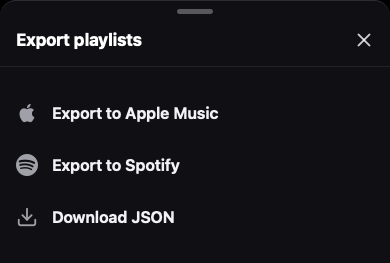 Export playlists
Export to Apple Music
Export to Spotify
Download JSON